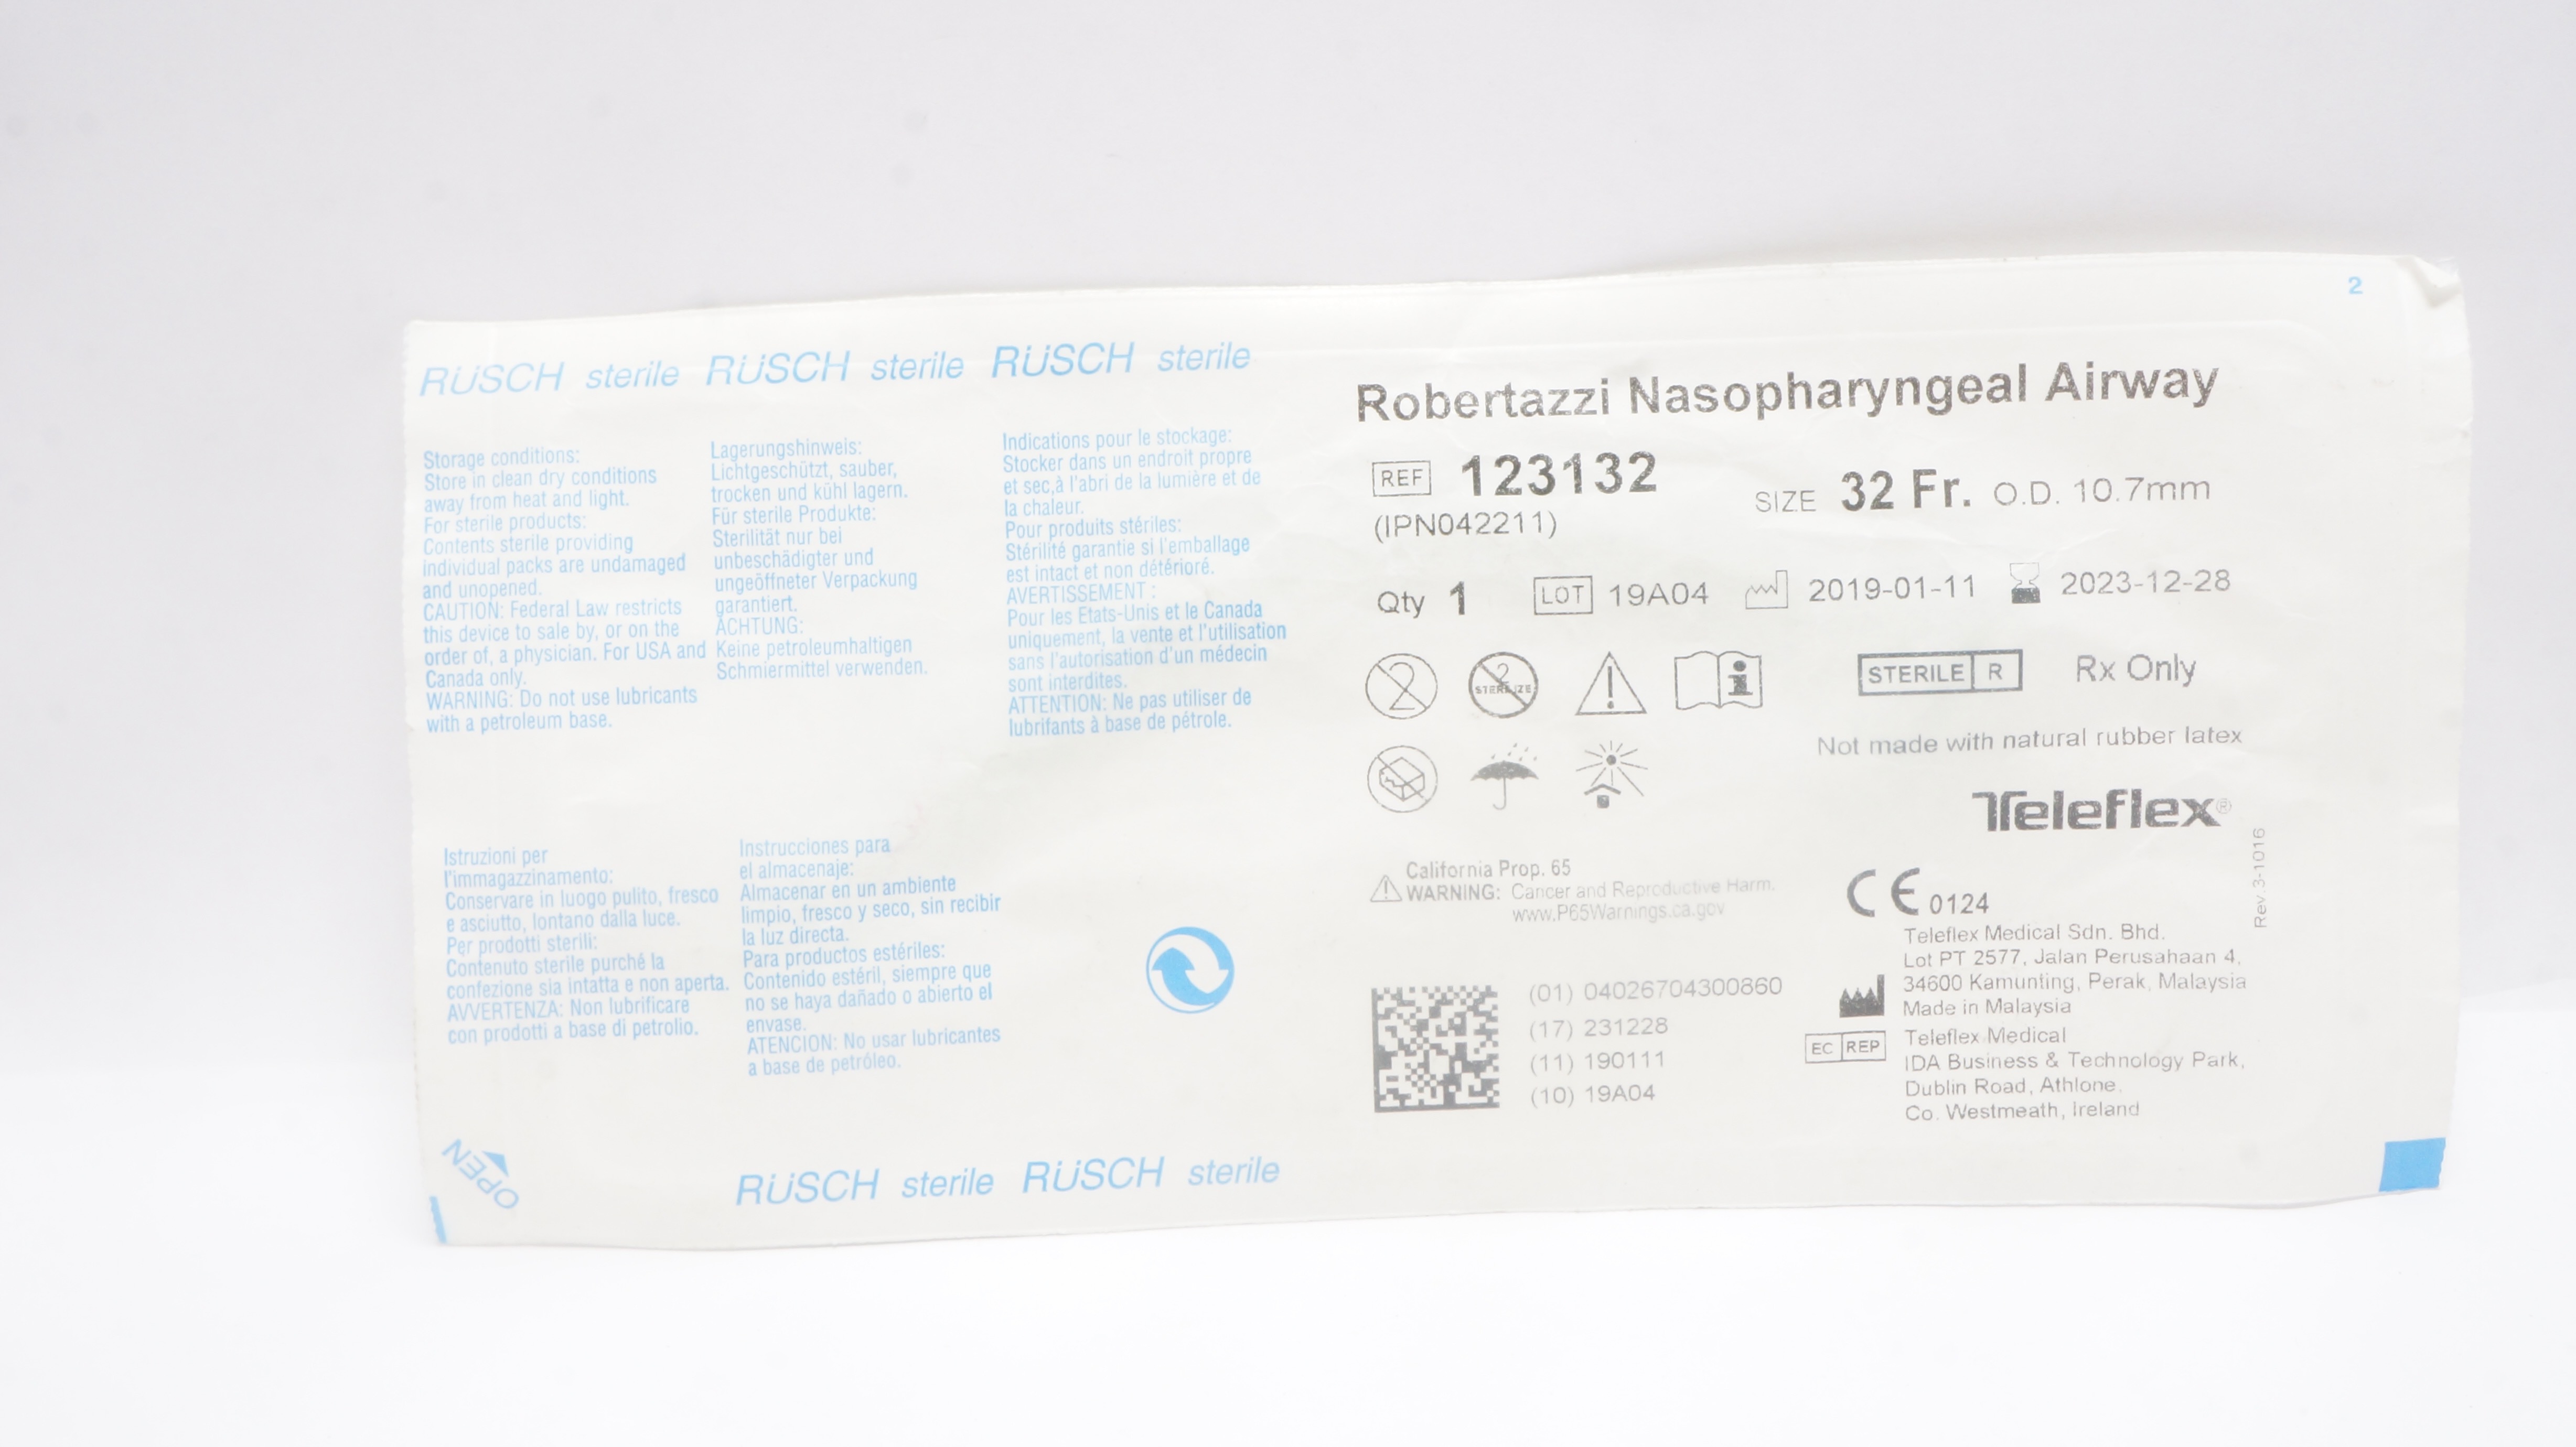 2
RÜSCH sterile RÜSCH sterile RÜSCH sterile
Storage conditions:
Store in clean dry conditions
away from heat and light.
For sterile products:
Contents sterile providing
individual packs are undamaged
and unopened.
CAUTION: Federal Law restricts
this device to sale by, or on the
order of, a physician. For USA and
Canada only.
WARNING: Do not use lubricants
with a petroleum base.
Lagerungshinweis:
Lichtgeschützt, sauber,
trocken und kühl lagern.
Für sterile Produkte:
Sterilität nur bei
unbeschädigter und
ungeöffneter Verpackung
garantiert.
ACHTUNG:
Keine petroleumhaltigen
Schmiermittel verwenden.
Indications pour le stockage:
Stocker dans un endroit propre
et sec,à l'abri de la lumière et de
la chaleur.
Pour produits stériles:
Stérilité garantie si l'emballage
est intact et non détérioré.
AVERTISSEMENT :
Pour les Etats-Unis et le Canada
uniquement, la vente et l'utilisation
sans l'autorisation d'un médecin
sont interdites.
ATTENTION: Ne pas utiliser de
lubrifants à base de pétrole.
Istruzioni per
l'immagazzinamento:
Conservare in luogo pulito, fresco
e asciutto, lontano dalla luce.
Per prodotti sterili:
Contenuto sterile purché la
confezione sia intatta e non aperta.
AVVERTENZA: Non lubrificare
con prodotti a base di petrolio.
Instrucciones para
el almacenaje:
Almacenar en un ambiente
limpio, fresco y seco, sin recibir
la luz directa.
Para productos estériles:
Contenido estéril, siempre que
no se haya dañado o abierto el
envase.
ATENCION: No usar lubricantes
a base de petróleo.
OPEN
RÜSCH sterile RÜSCH sterile
Robertazzi Nasopharyngeal Airway
REF 123132 SIZE 32 Fr. O.D. 10.7mm
(IPN042211)
Qty 1 LOT 19A04 2019-01-11 2023-12-28
2 2 STERILIZE STERILE R Rx Only
Not made with natural rubber latex
Teleflex®
Rev 3-1016
California Prop. 65
WARNING: Cancer and Reproductive Harm.
www.P65Warnings.ca.gov
CE 0124
Teleflex Medical Sdn. Bhd.
Lot PT 2577, Jalan Perusahaan 4,
34600 Kamunting, Perak, Malaysia
Made in Malaysia
EC REP Teleflex Medical
IDA Business & Technology Park,
Dublin Road, Athlone.
Co. Westmeath, Ireland
(01) 04026704300860
(17) 231228
(11) 190111
(10) 19A04